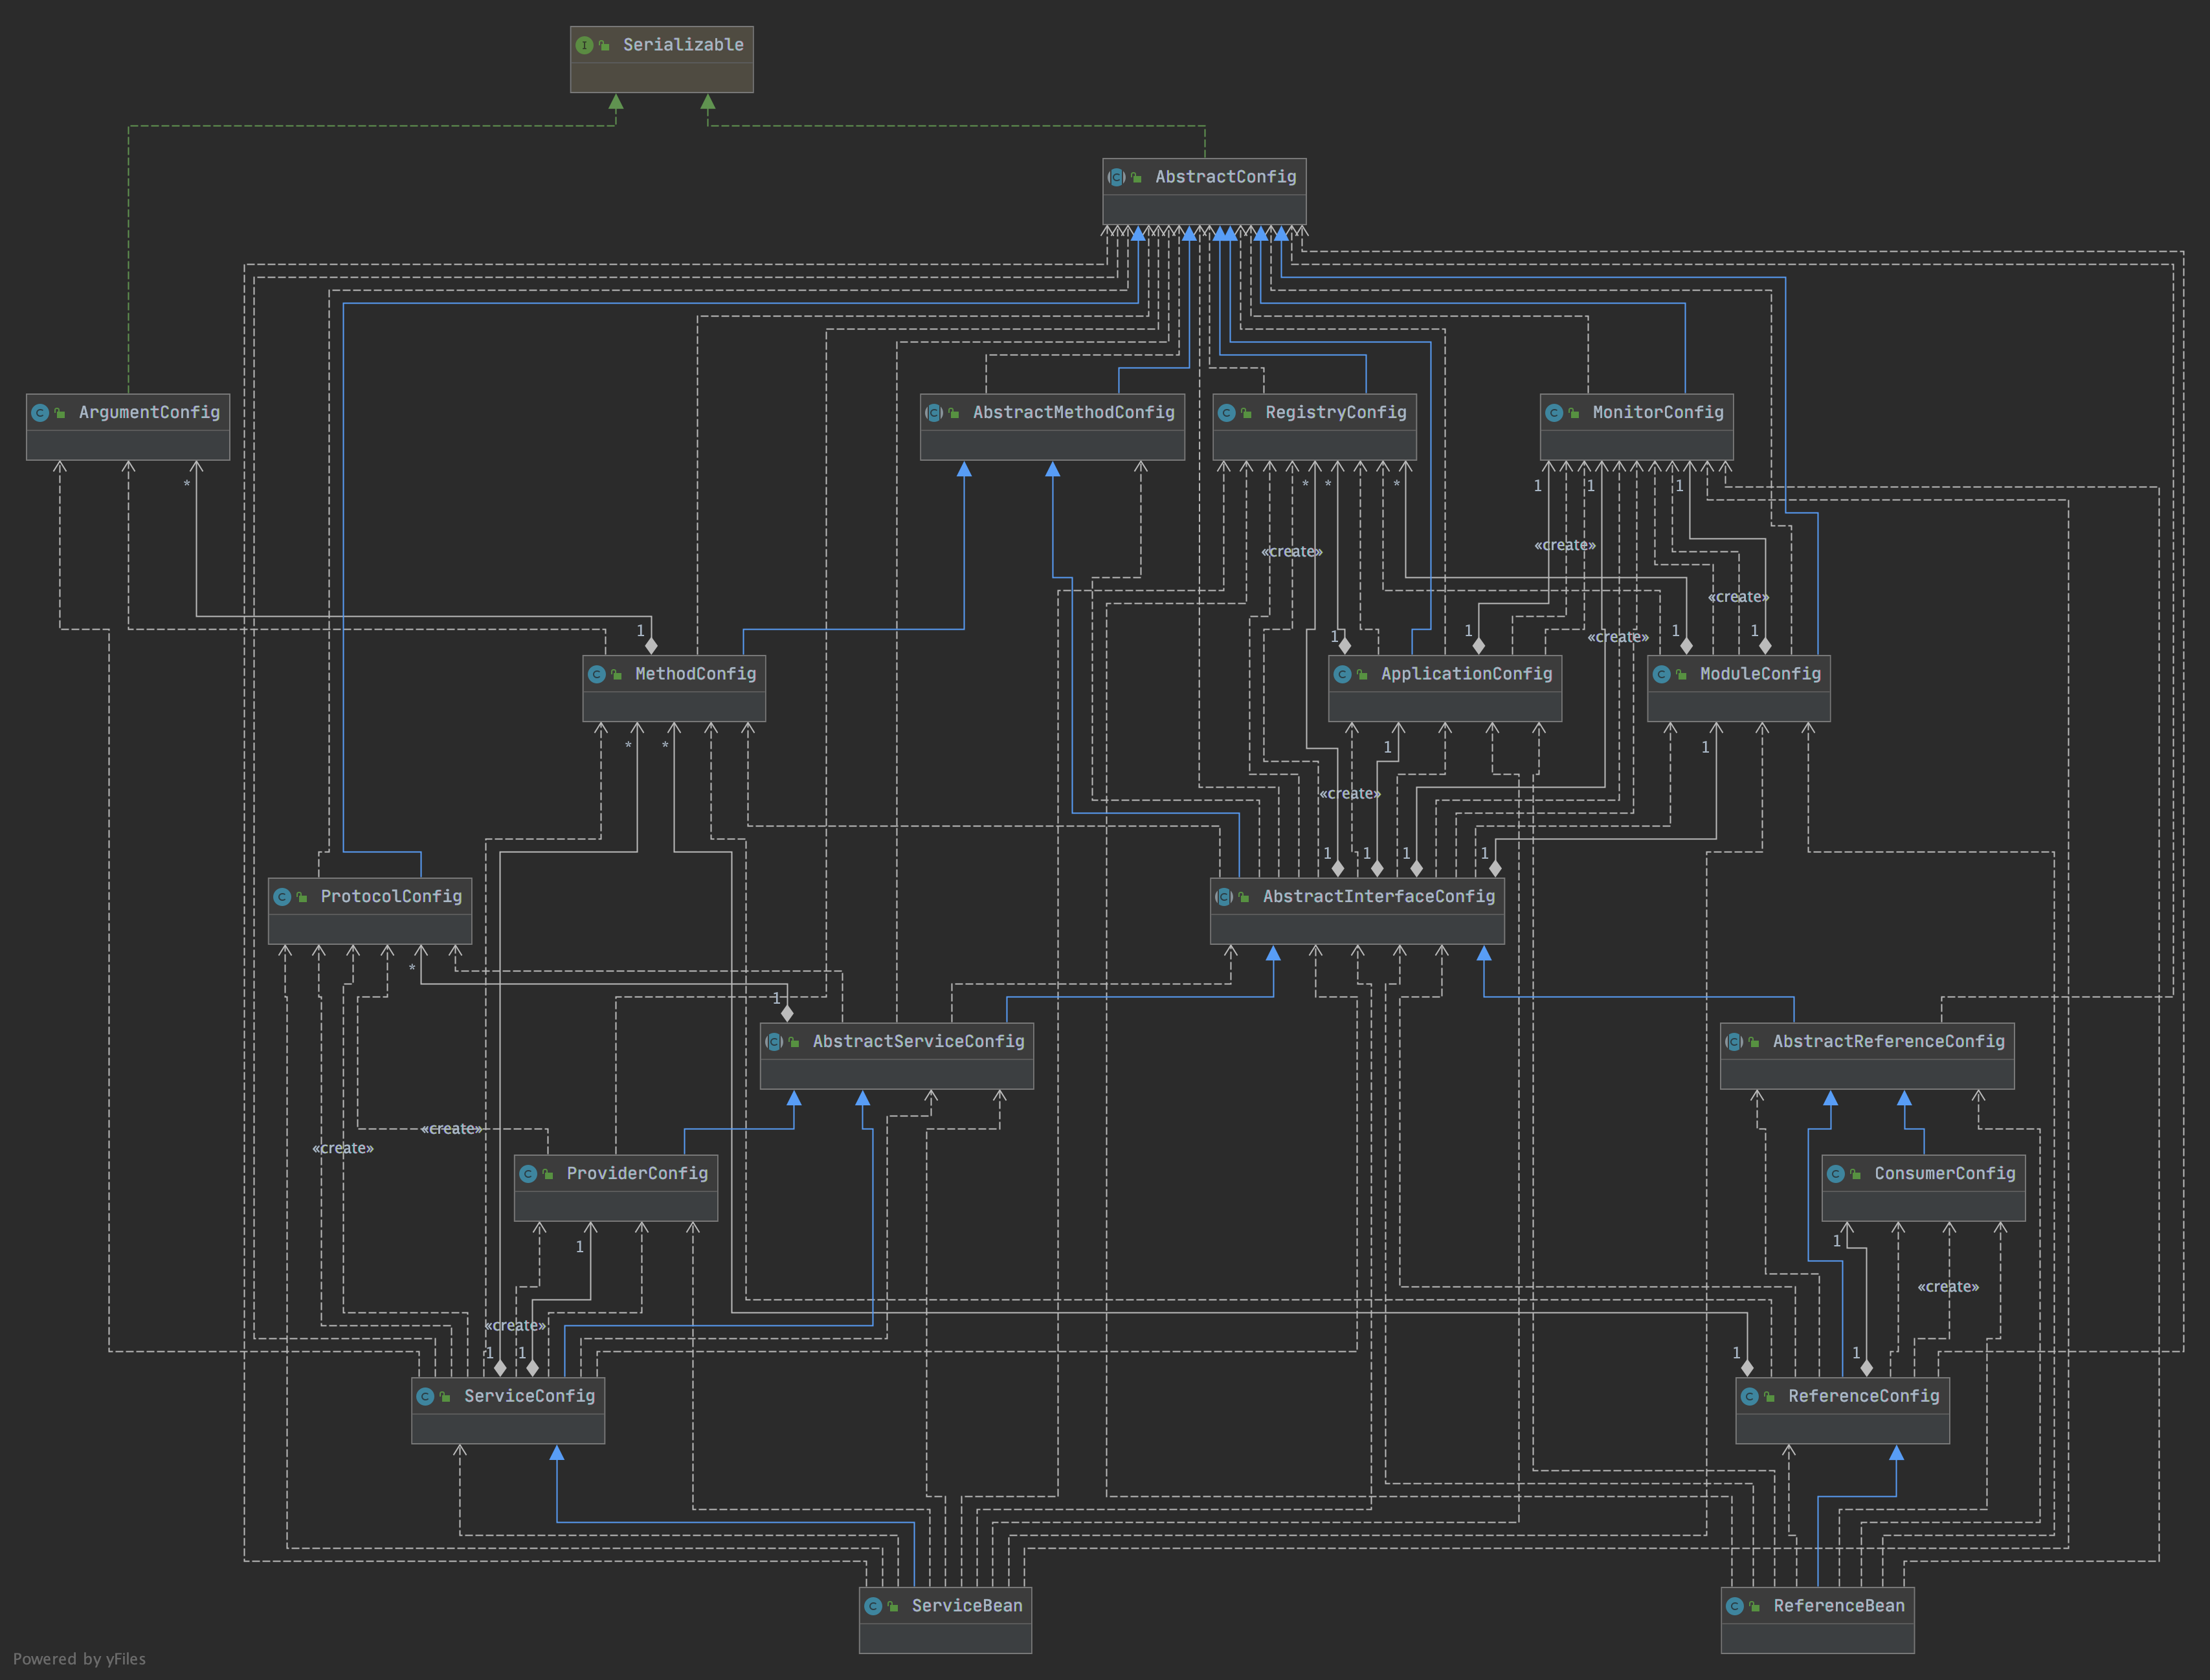 Serializable
AbstractConfig
ArgumentConfig
AbstractMethodConfig
RegistryConfig
MonitorConfig
*
*
*
*
1
1
1
«create»
«create»
«create»
1
1
1
«create»
1
1
MethodConfig
ApplicationConfig
ModuleConfig
*
*
1
1
«create»
1
1
1
1
ProtocolConfig
AbstractInterfaceConfig
*
1
AbstractServiceConfig
AbstractReferenceConfig
«create»
«create»
ProviderConfig
ConsumerConfig
1
1
«create»
«create»
1
1
1
1
ServiceConfig
ReferenceConfig
ServiceBean
ReferenceBean
Powered by yFiles